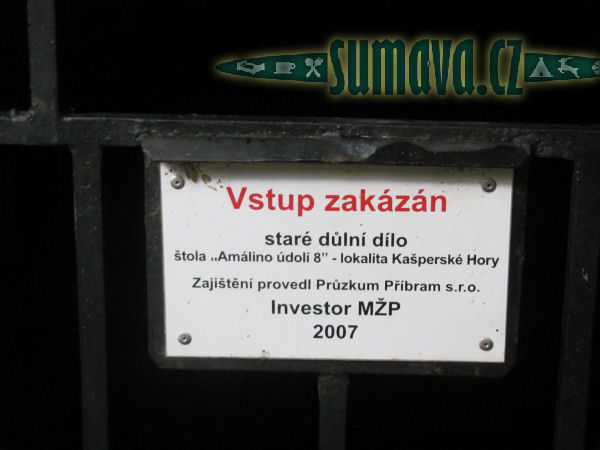 sumava.cz
Vstup zakázán
staré důlní dílo
štola „Amálino údolí 8" - lokalita Kašperské Hory
Zajištění provedl Průzkum Příbram s.r.o.
Investor MŽP
2007